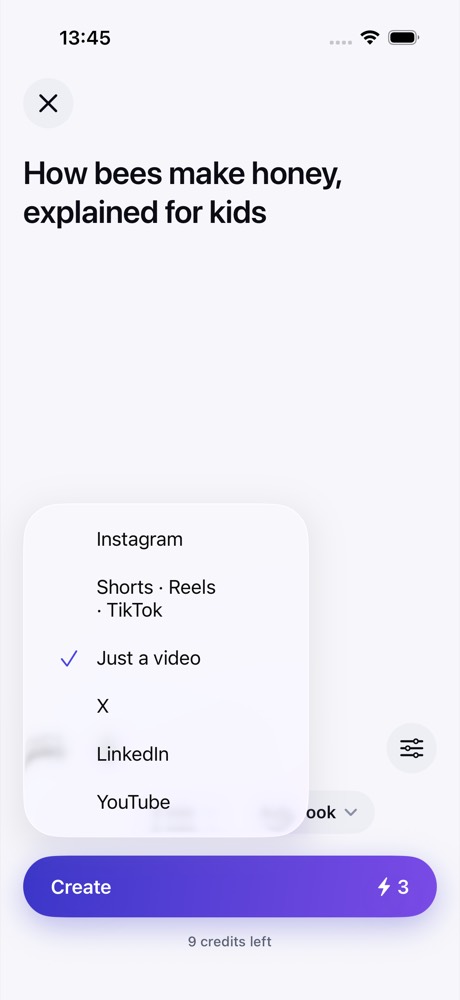 13:45
How bees make honey,
explained for kids
Instagram
Shorts · Reels
· TikTok
Just a video
X
LinkedIn
YouTube
ook
Create
3
9 credits left